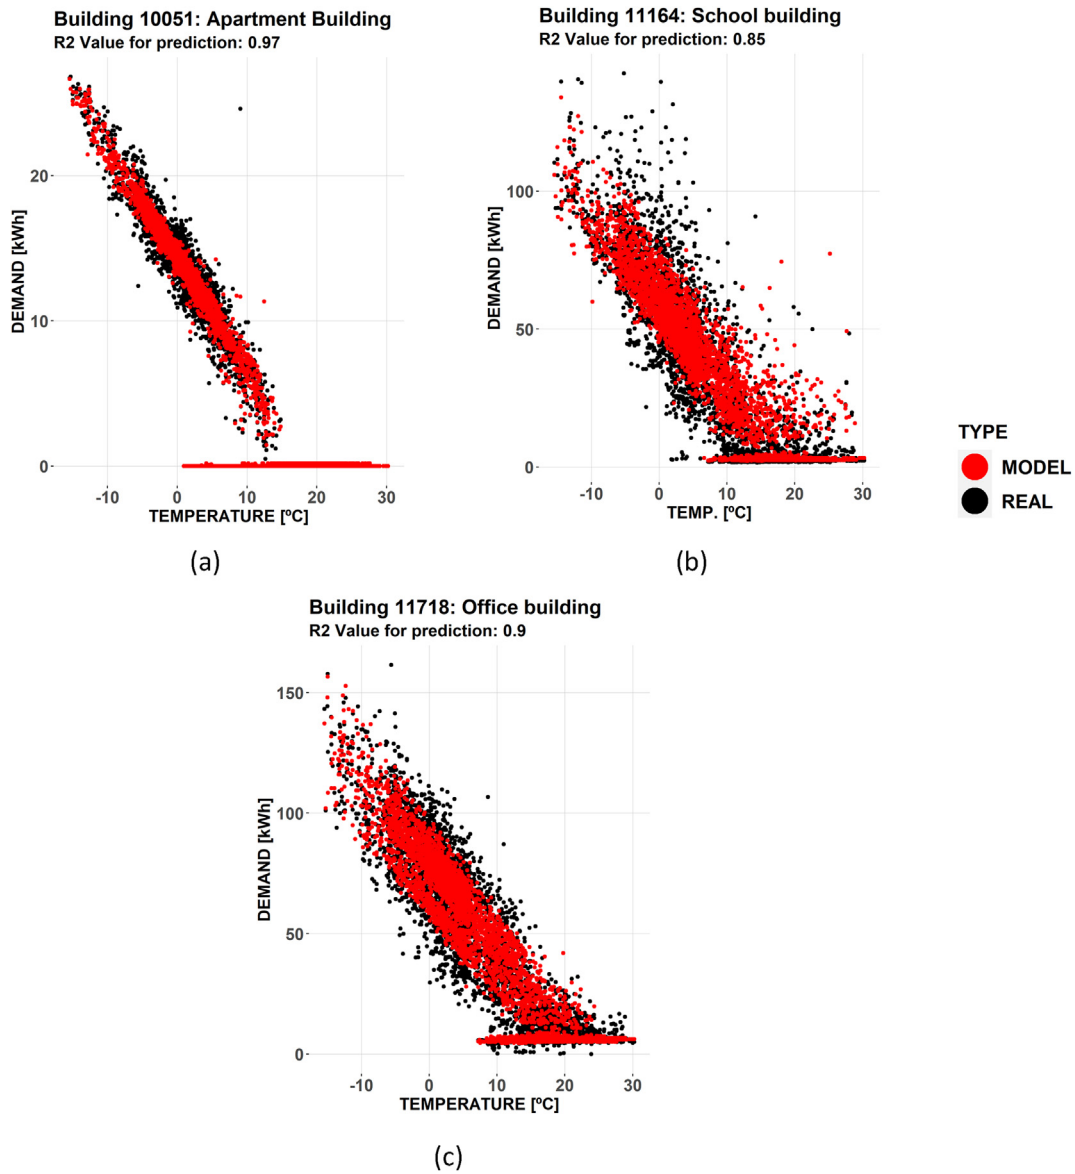 Building 10051: Apartment Building
R2 Value for prediction: 0.97
DEMAND [kWh]
20
10
0
-10 0 10 20 30
TEMPERATURE [ºC]
(a)
Building 11164: School building
R2 Value for prediction: 0.85
DEMAND [kWh]
100
50
0
-10 0 10 20 30
TEMP. [ºC]
(b)
TYPE
MODEL
REAL
Building 11718: Office building
R2 Value for prediction: 0.9
DEMAND [kWh]
150
100
50
0
-10 0 10 20 30
TEMPERATURE [ºC]
(c)